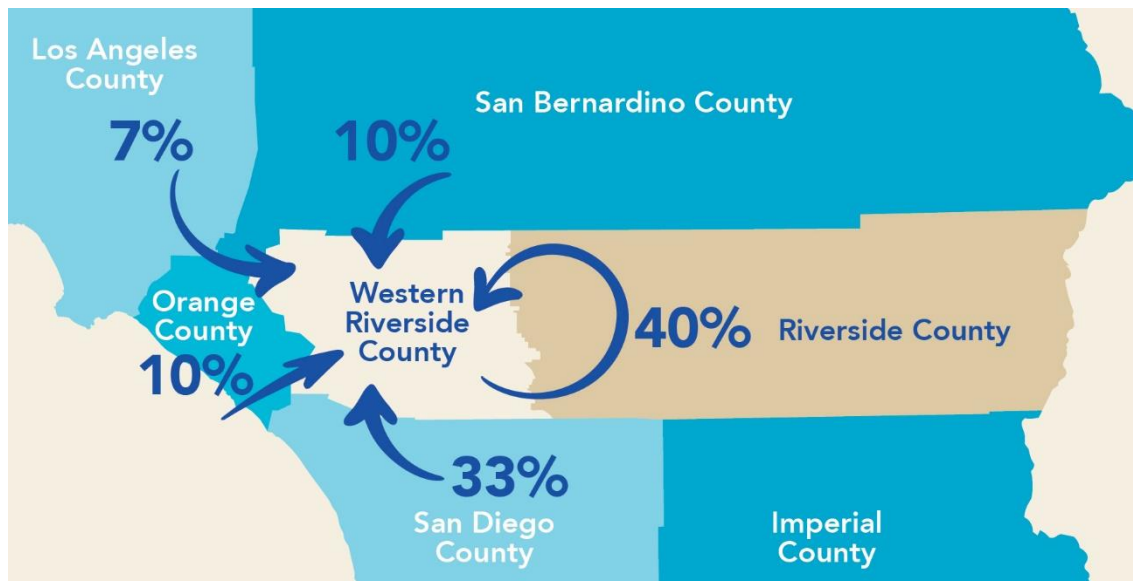 Los Angeles
County
7%
10%
San Bernardino County
Orange
County
10%
Western
Riverside
County
40%
Riverside County
33%
San Diego
County
Imperial
County